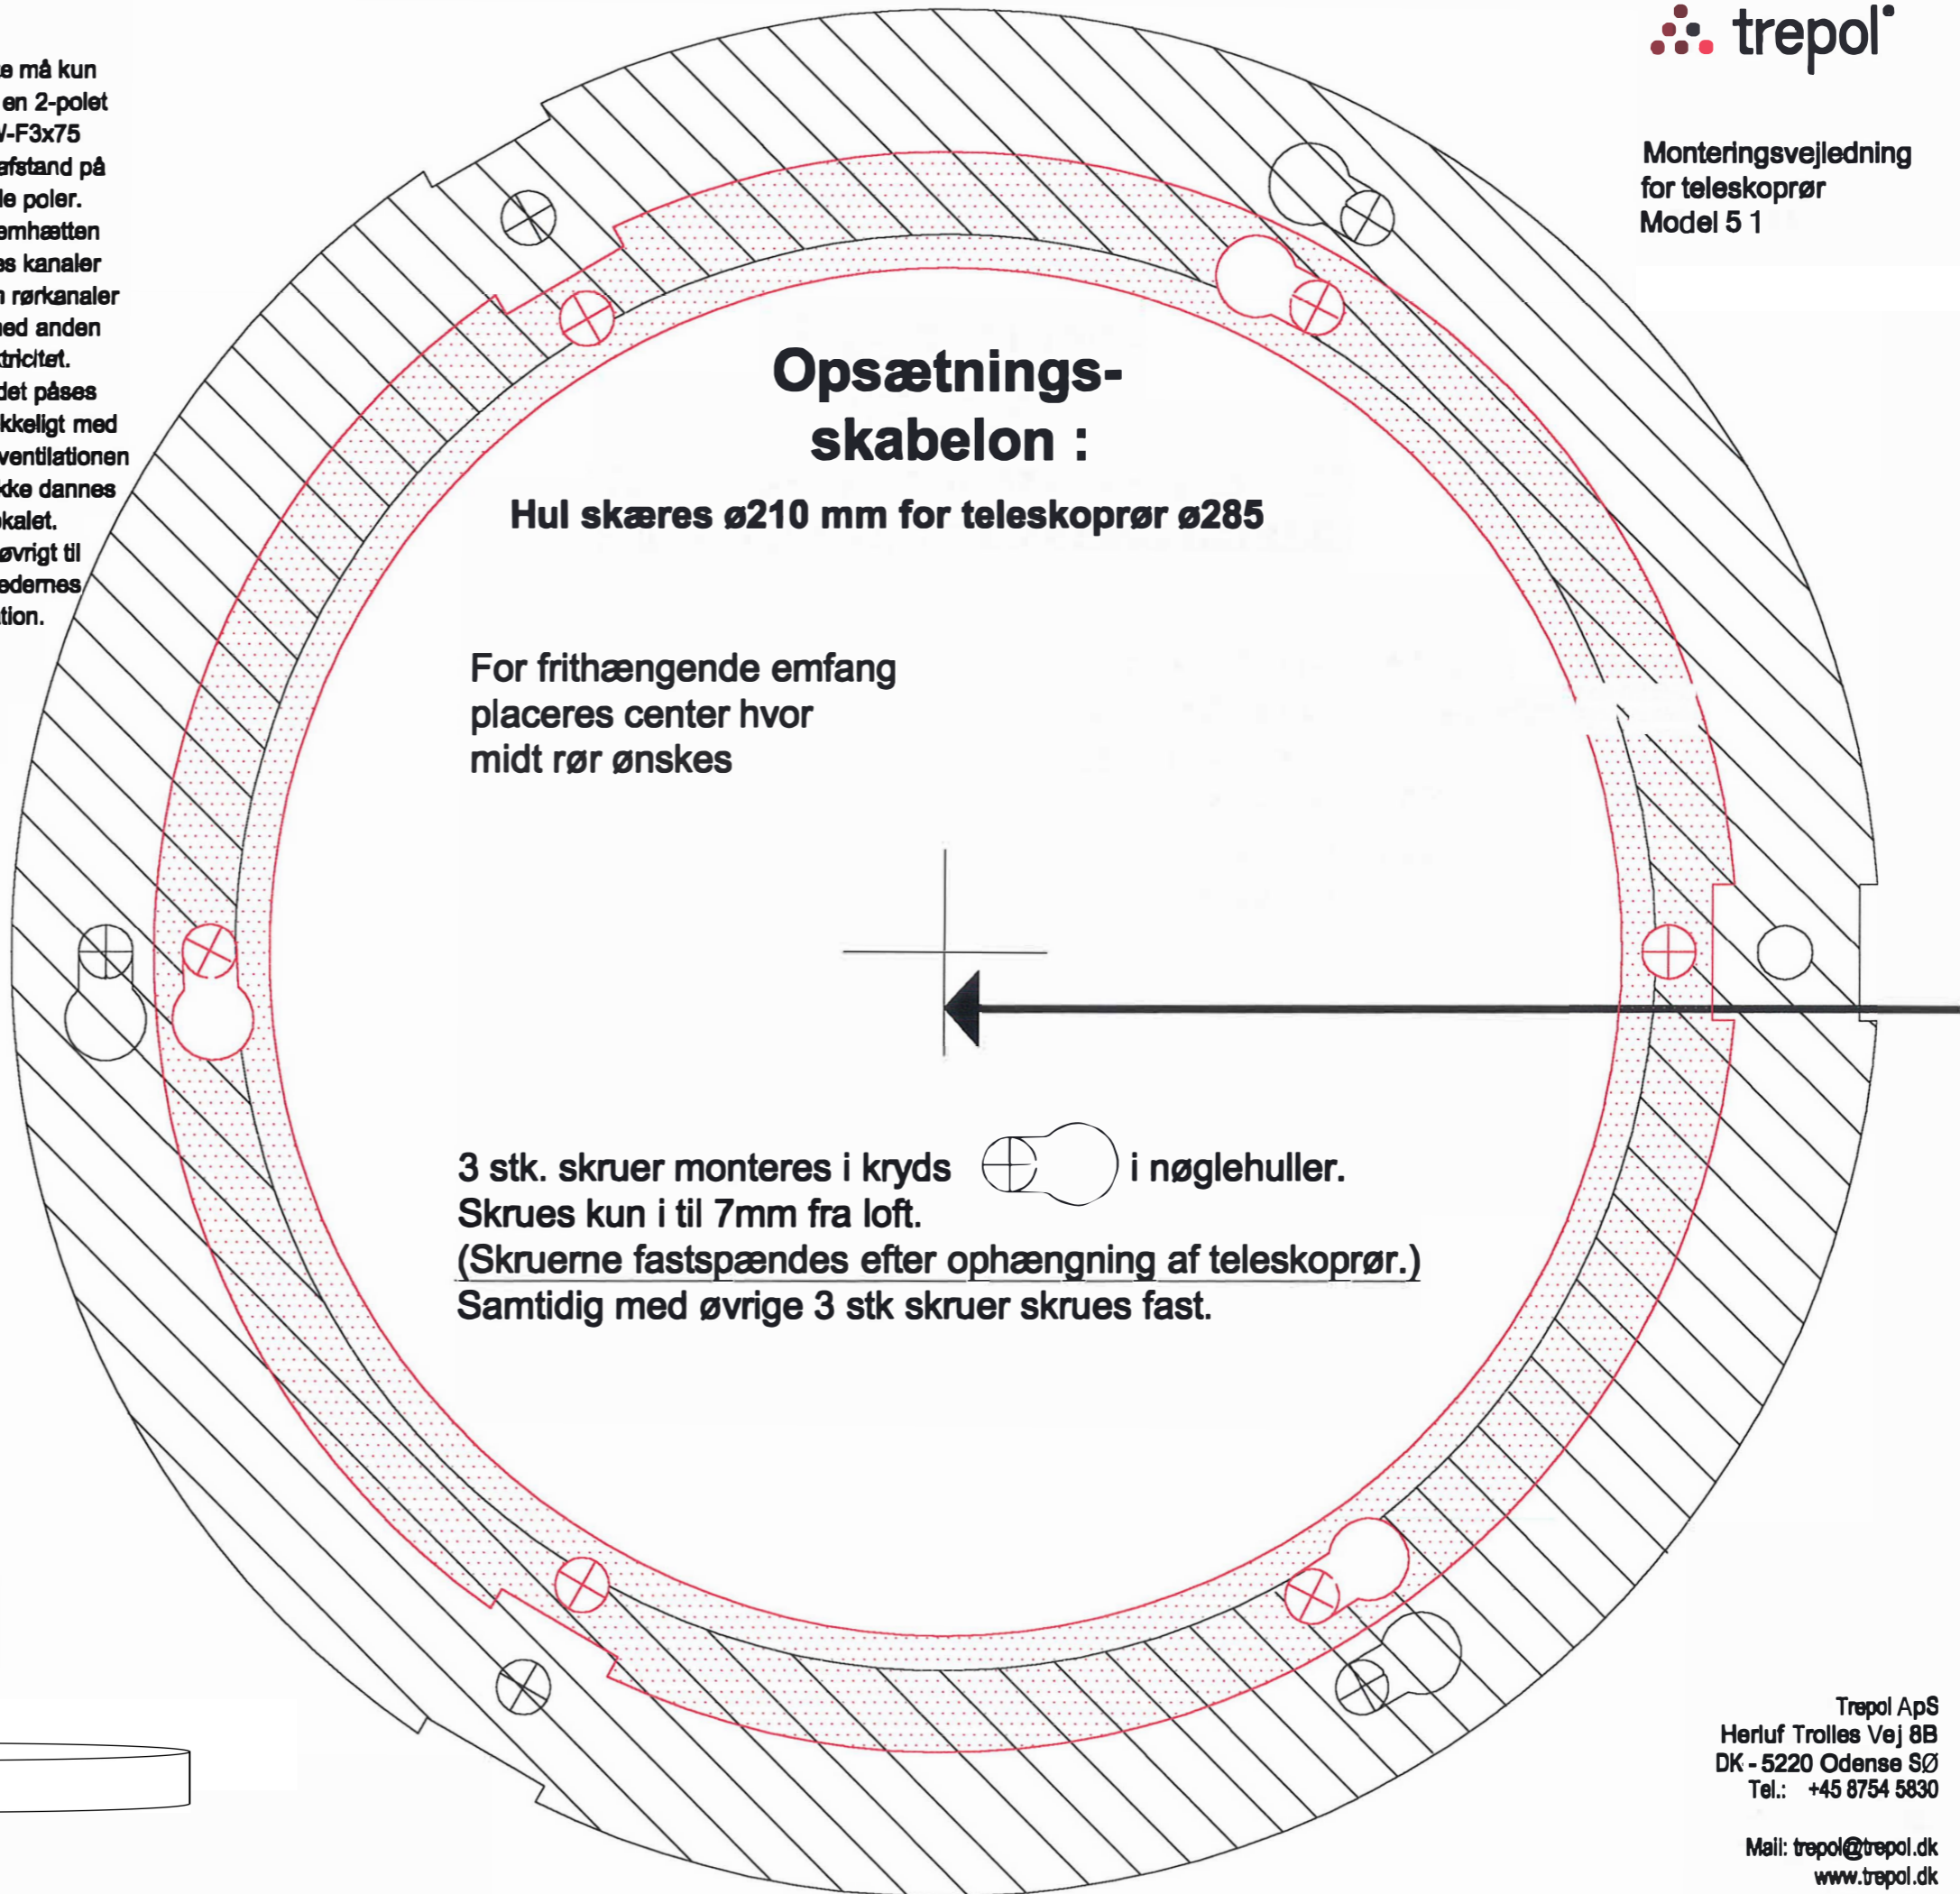 må kun
en 2-polet
-F3x75
afstand på
poler.
emhætten
kanaler
rørkanaler
anden
påses
med
ventilationen
dannes
øvrigt til
trepol
Monteringsvejledning
for teleskoprør
Model 5 1
Opsætnings-
skabelon :
Hul skæres ø210 mm for teleskoprør ø285
For frithængende emfang
placeres center hvor
midt rør ønskes
3 stk. skruer monteres i kryds i nøglehuller.
Skrues kun i til 7mm fra loft.
(Skruerne fastspændes efter ophængning af teleskoprør.)
Samtidig med øvrige 3 stk skruer skrues fast.
Trepol ApS
Herluf Trolles Vej 8B
DK - 5220 Odense SØ
Tel.: +45 8754 5830
Mail: trepol@trepol.dk
www.trepol.dk